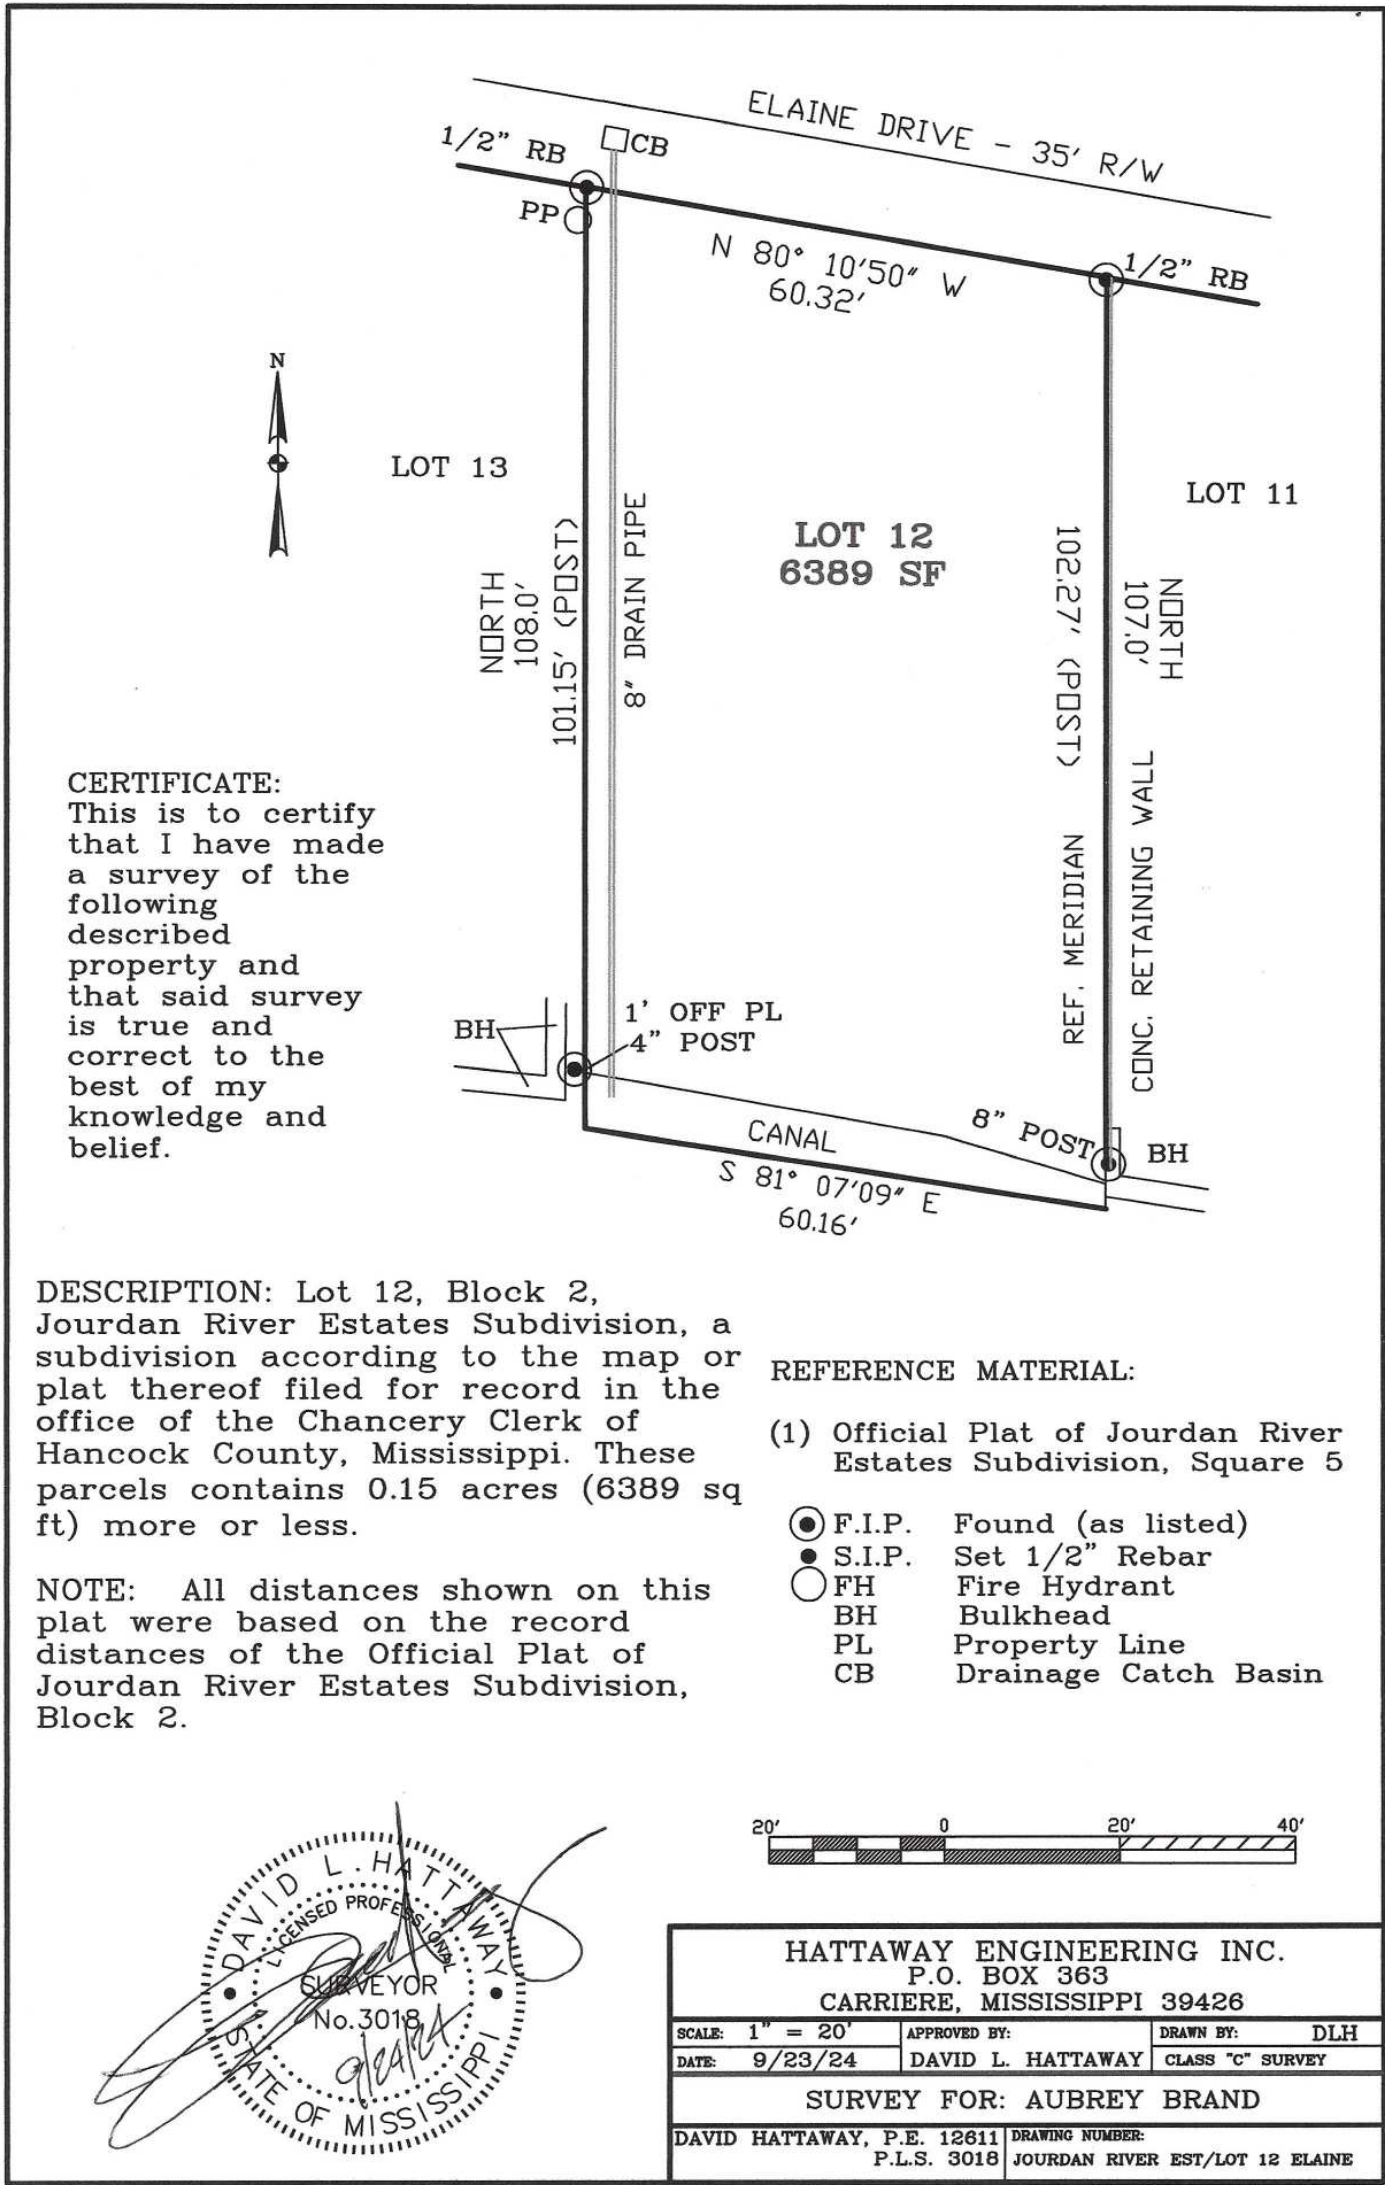 ELAINE DRIVE - 35' R/W
1/2" RB
CB
PP
N 80° 10'50" W
60.32'
1/2" RB
N
LOT 13
LOT 11
LOT 12
6389 SF
NORTH
108.0'
101.15' (POST)
8" DRAIN PIPE
102.27' (POST)
NORTH
107.0'
REF. MERIDIAN
CONC. RETAINING WALL
CERTIFICATE:
This is to certify
that I have made
a survey of the
following
described
property and
that said survey
is true and
correct to the
best of my
knowledge and
belief.
BH
1' OFF PL
4" POST
CANAL
8" POST
BH
S 81° 07'09" E
60.16'
DESCRIPTION: Lot 12, Block 2,
Jourdan River Estates Subdivision, a
subdivision according to the map or
plat thereof filed for record in the
office of the Chancery Clerk of
Hancock County, Mississippi. These
parcels contains 0.15 acres (6389 sq
ft) more or less.
NOTE: All distances shown on this
plat were based on the record
distances of the Official Plat of
Jourdan River Estates Subdivision,
Block 2.
REFERENCE MATERIAL:
(1) Official Plat of Jourdan River
Estates Subdivision, Square 5
F.I.P. Found (as listed)
S.I.P. Set 1/2" Rebar
FH Fire Hydrant
BH Bulkhead
PL Property Line
CB Drainage Catch Basin
20' 0 20' 40'
DAVID L. HATTAWAY
LICENSED PROFESSIONAL
SURVEYOR
No.3018
9/24/24
STATE OF MISSISSIPPI
HATTAWAY ENGINEERING INC.
P.O. BOX 363
CARRIERE, MISSISSIPPI 39426
SCALE: 1" = 20'
APPROVED BY:
DAVID L. HATTAWAY
DRAWN BY: DLH
DATE: 9/23/24
CLASS "C" SURVEY
SURVEY FOR: AUBREY BRAND
DAVID HATTAWAY, P.E. 12611
P.L.S. 3018
DRAWING NUMBER:
JOURDAN RIVER EST/LOT 12 ELAINE